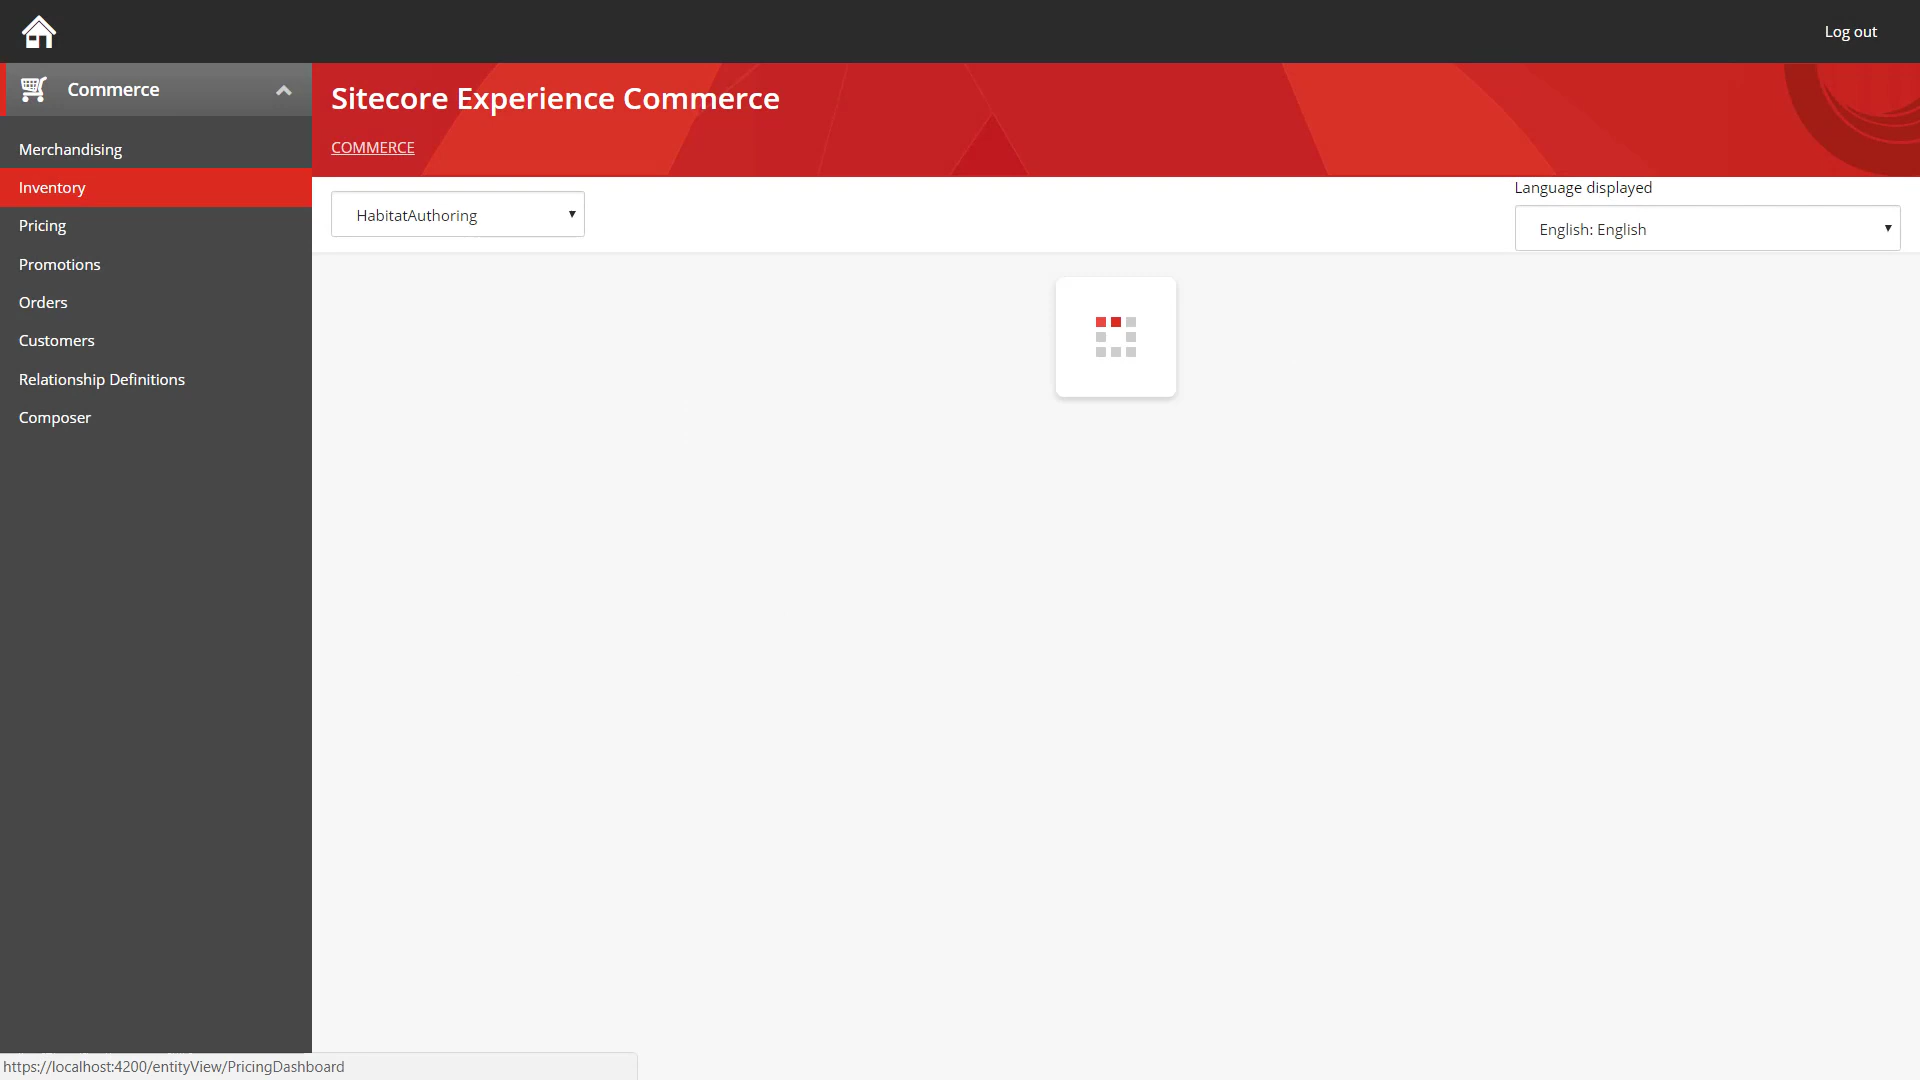 Log out
Commerce
Merchandising
Inventory
Pricing
Promotions
Orders
Customers
Relationship Definitions
Composer
Sitecore Experience Commerce
COMMERCE
HabitatAuthoring
Language displayed
English: English
https://localhost:4200/entityView/PricingDashboard